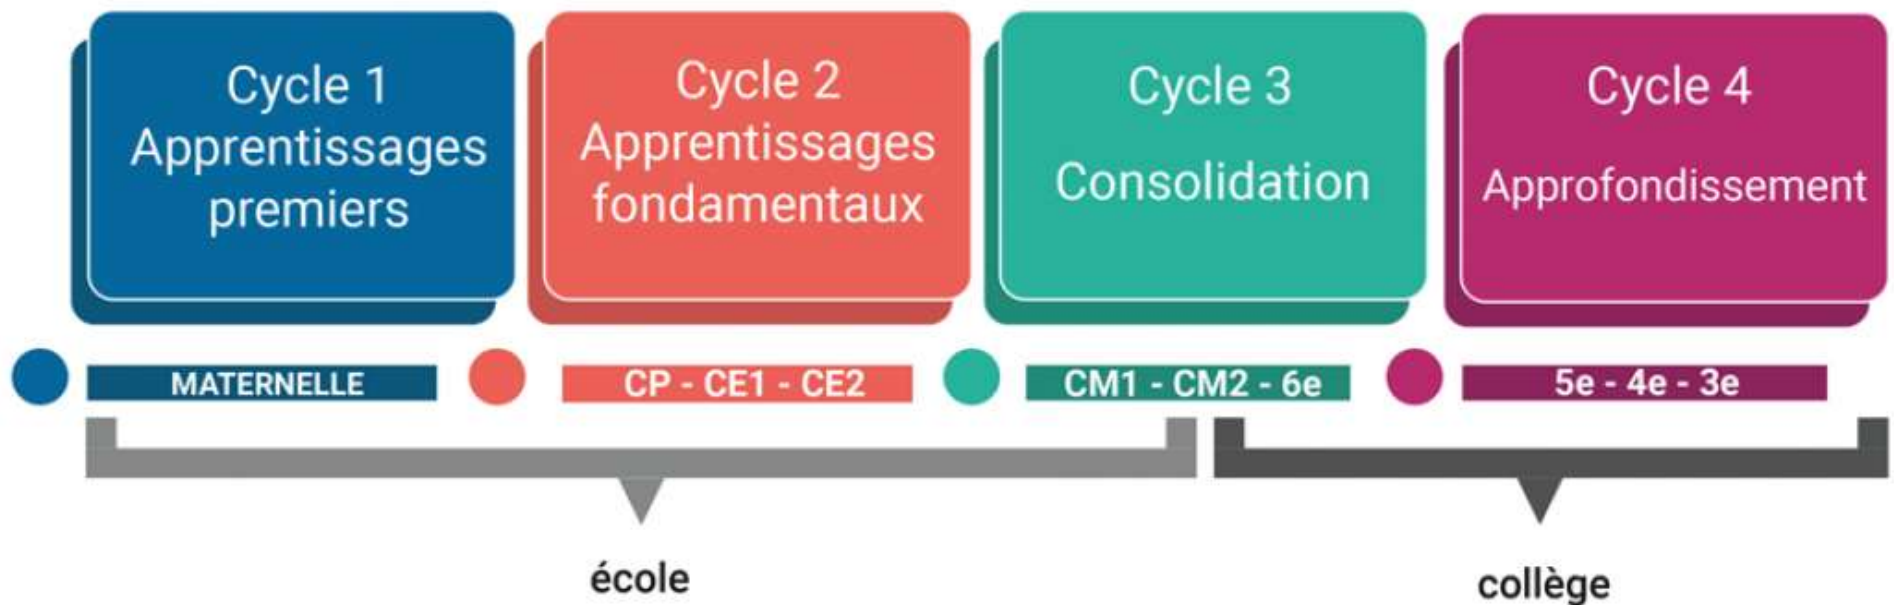 Cycle 1
Apprentissages
premiers
Cycle 2
Apprentissages
fondamentaux
Cycle 3
Consolidation
Cycle 4
Approfondissement
MATERNELLE
CP - CE1 - CE2
CM1 - CM2 - 6e
5e - 4e - 3e
école
collège